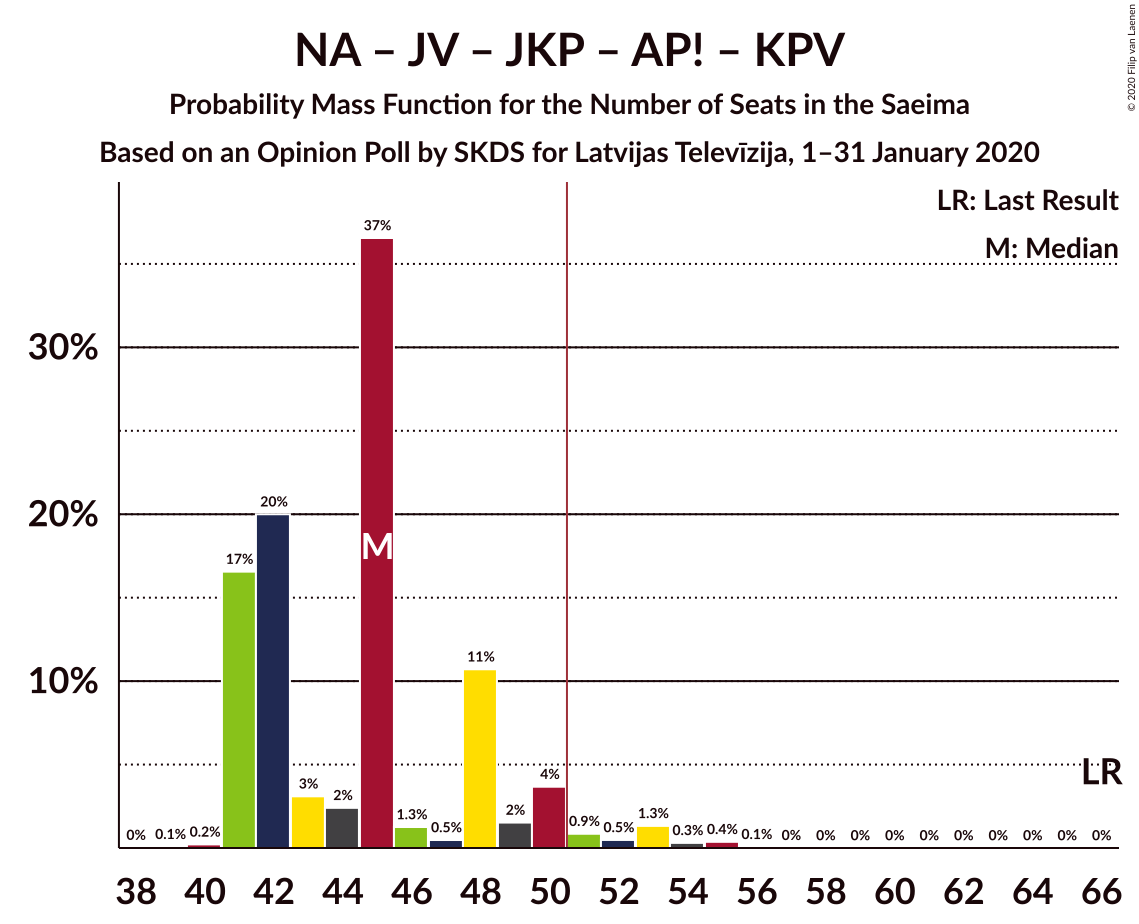 NA – JV – JKP – AP! – KPV
Probability Mass Function for the Number of Seats in the Saeima
Based on an Opinion Poll by SKDS for Latvijas Televīzija, 1–31 January 2020
© 2020 Filip van Laenen
LR: Last Result
M: Median
30%
20%
10%
0% 0.1% 0.2% 17% 20% 3% 2% 37% 1.3% 0.5% 11% 2% 4% 0.9% 0.5% 1.3% 0.3% 0.4% 0.1% 0% 0% 0% 0% 0% 0% 0% 0% 0% 0%
M
LR
38 40 42 44 46 48 50 52 54 56 58 60 62 64 66